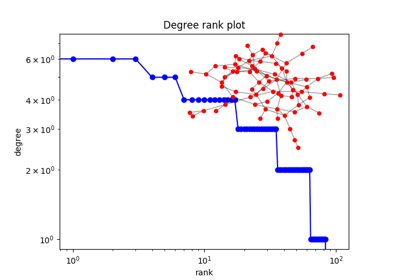 Degree rank plot
degree
6 × 10⁰
4 × 10⁰
3 × 10⁰
2 × 10⁰
10⁰
10⁰ 10¹ 10²
rank